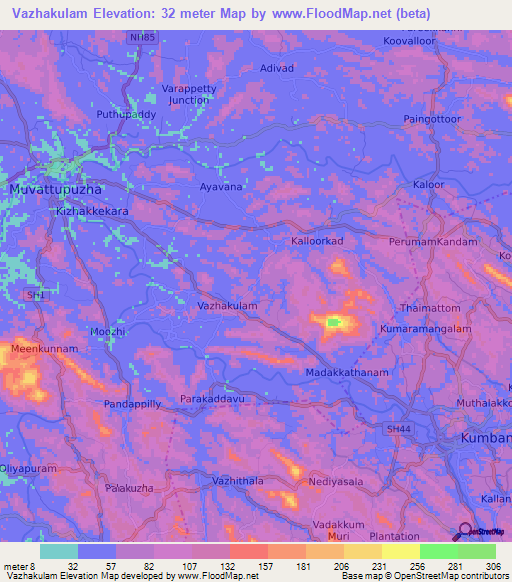 Vazhakulam Elevation: 32 meter Map by www.FloodMap.net (beta)
NH85
Koovalloor
Adivad
Varappetty
Junction
Puthupaddy
Paingottoor
Muvattupuzha
Ayavana
Kaloor
Kizhakkekara
Kalloorkad
PerumamKandam
Ko
SH1
Vazhakulam
Thaimattom
Moozhi
Kumaramangalam
Meenkunnam
Madakkathanam
K
Pandappilly
Parakaddavu
Muthalakko
SH44
Kumban
Oliyapuram
Palakuzha
Vazhithala
Nediyasala
Kallan
Vadakkum
Muri
Plantation
OpenStreetMap
meter 8 32 57 82 107 132 157 181 206 231 256 281 306
Vazhakulam Elevation Map developed by www.FloodMap.net
Base map © OpenStreetMap contributors